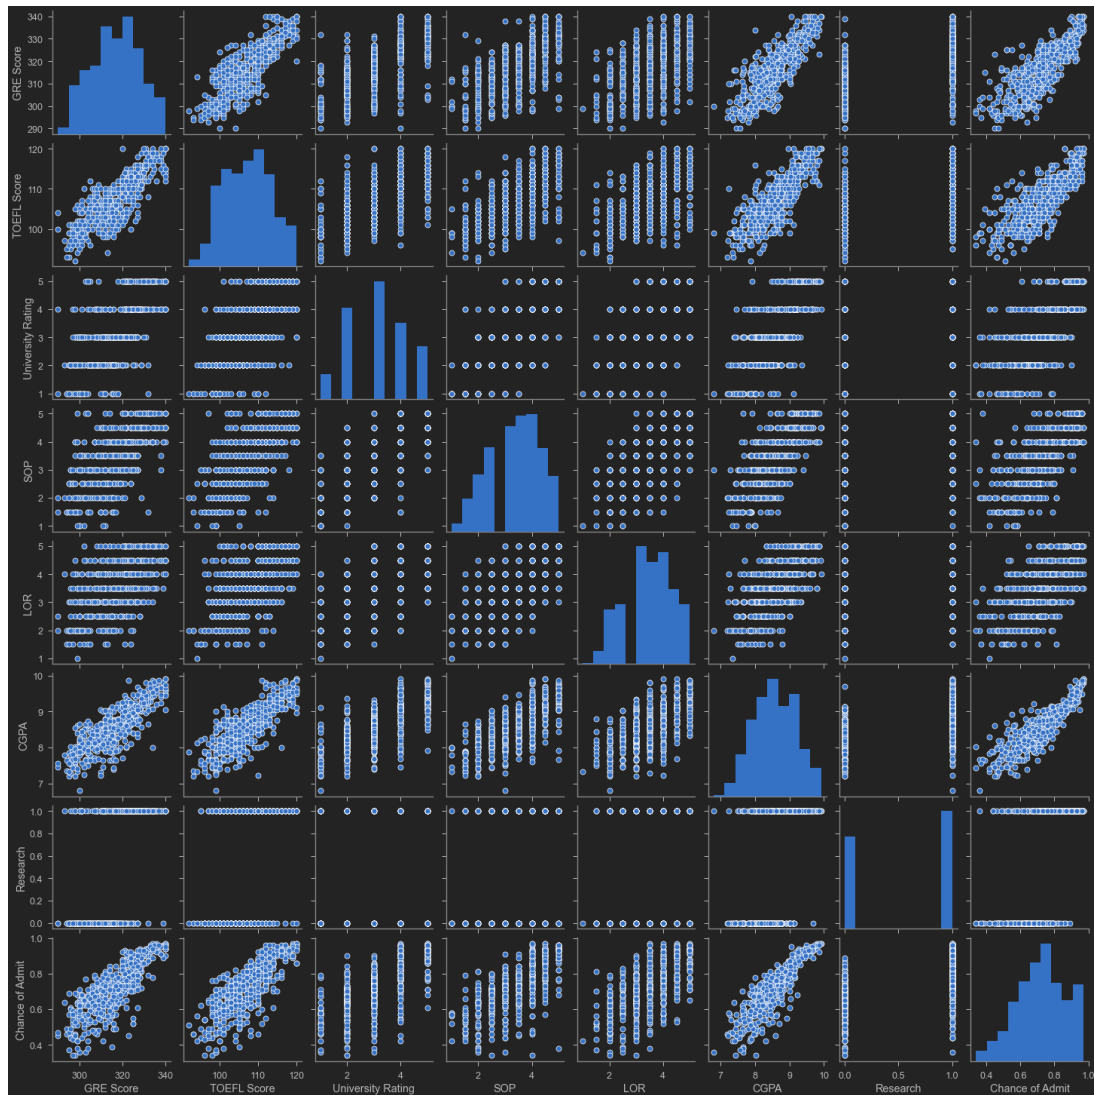 340
330
320
310
300
290
GRE Score
120
110
100
TOEFL Score
5
4
3
2
1
University Rating
5
4
3
2
1
SOP
5
4
3
2
1
LOR
10
9
8
7
CGPA
1.0
0.8
0.6
0.4
0.2
0.0
Research
1.0
0.8
0.6
0.4
Chance of Admit
300 320 340
GRE Score
100 110 120
TOEFL Score
2 4
University Rating
2 4
SOP
2 4
LOR
7 8 9 10
CGPA
0.0 0.5 1.0
Research
0.4 0.6 0.8 1.0
Chance of Admit